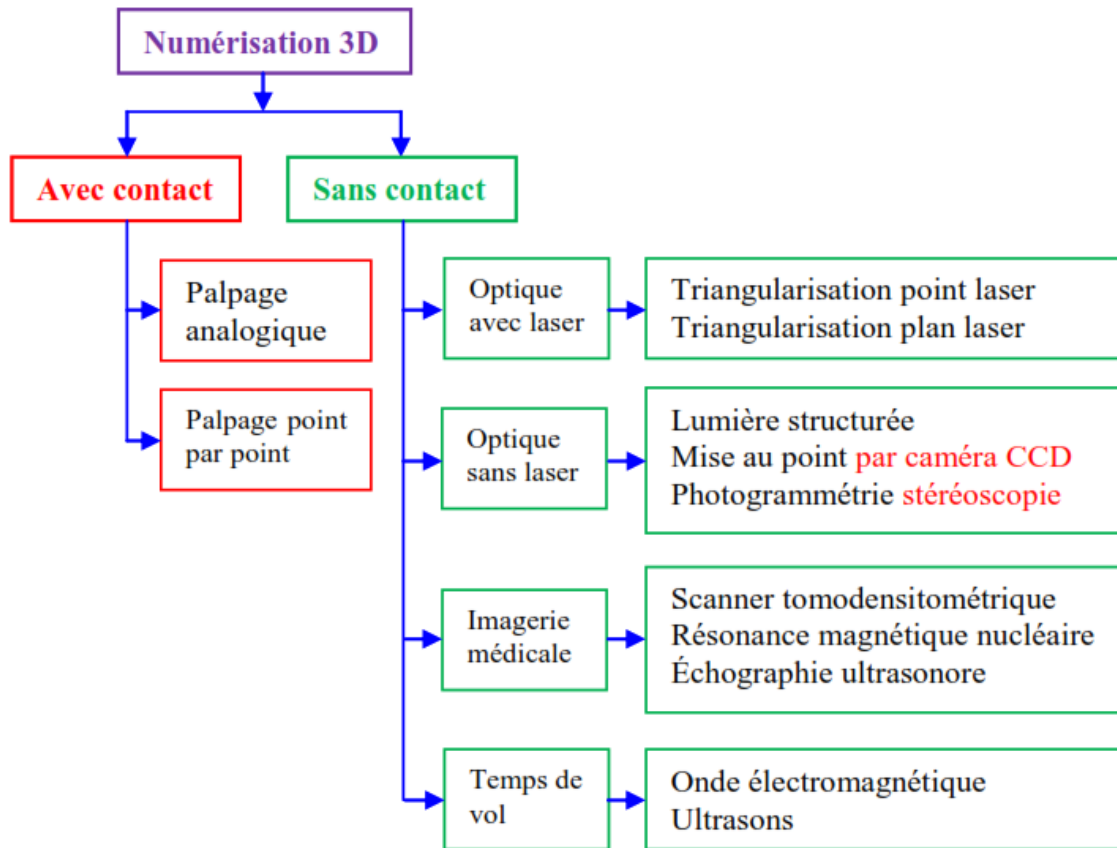 Numérisation 3D
Avec contact
Sans contact
Palpage
analogique
Palpage point
par point
Optique
avec laser
Triangularisation point laser
Triangularisation plan laser
Optique
sans laser
Lumière structurée
Mise au point par caméra CCD
Photogrammétrie stéréoscopie
Imagerie
médicale
Scanner tomodensitométrique
Résonance magnétique nucléaire
Échographie ultrasonore
Temps de
vol
Onde électromagnétique
Ultrasons